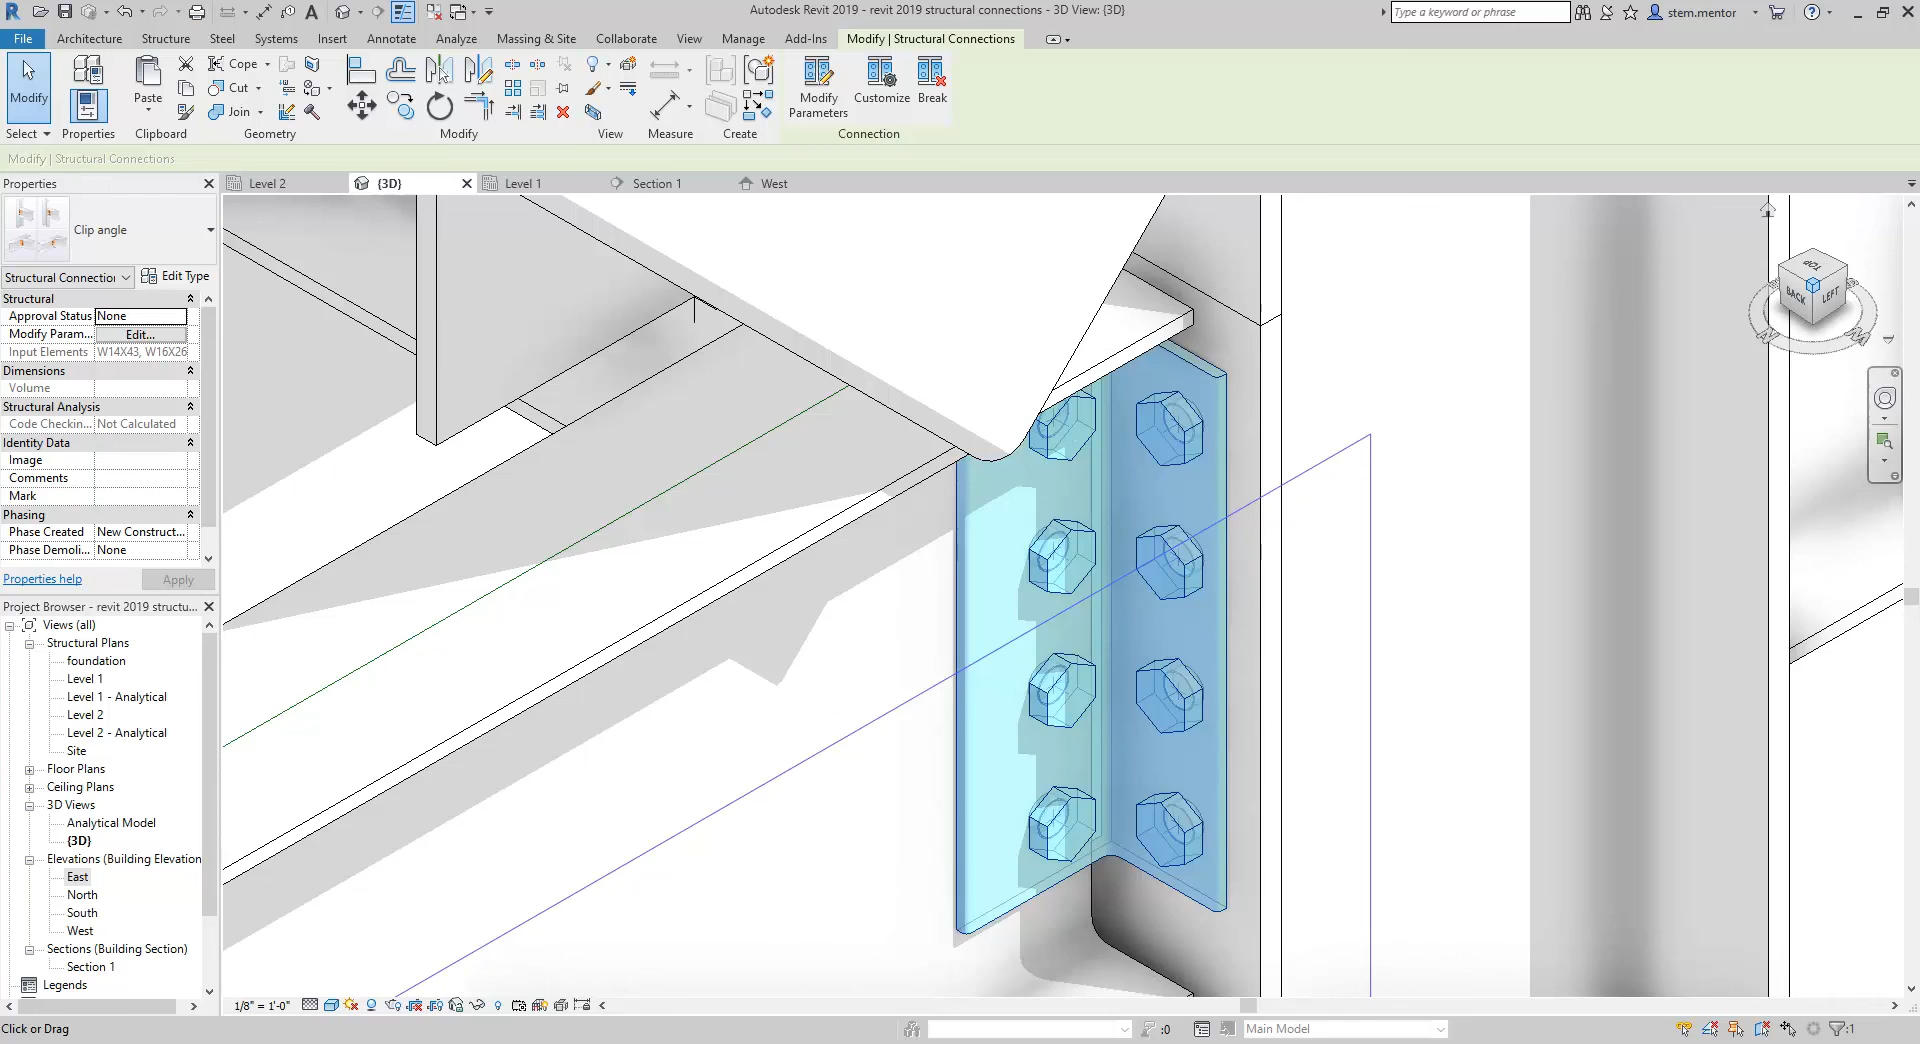 Autodesk Revit 2019 - revit 2019 structural connections - 3D View: {3D}
Type a keyword or phrase
stem.mentor
File
Architecture
Structure
Steel
Systems
Insert
Annotate
Analyze
Massing & Site
Collaborate
View
Manage
Add-Ins
Modify | Structural Connections
Modify
Paste
Cope
Cut
Join
Modify
Parameters
Customize
Break
Select
Properties
Clipboard
Geometry
Modify
View
Measure
Create
Connection
Modify | Structural Connections
Properties
Level 2
{3D}
Level 1
Section 1
West
Clip angle
Structural Connection
Edit Type
Structural
Approval Status None
Modify Param... Edit...
Input Elements W14X43, W16X26
Dimensions
Volume
Structural Analysis
Code Checkin... Not Calculated
Identity Data
Image
Comments
Mark
Phasing
Phase Created New Construct...
Phase Demoli... None
Properties help
Apply
Project Browser - revit 2019 structu...
Views (all)
Structural Plans
foundation
Level 1
Level 1 - Analytical
Level 2
Level 2 - Analytical
Site
Floor Plans
Ceiling Plans
3D Views
Analytical Model
{3D}
Elevations (Building Elevation
East
North
South
West
Sections (Building Section)
Section 1
Legends
TOP
BACK
LEFT
1/8" = 1'-0"
Click or Drag
:0
Main Model
:1